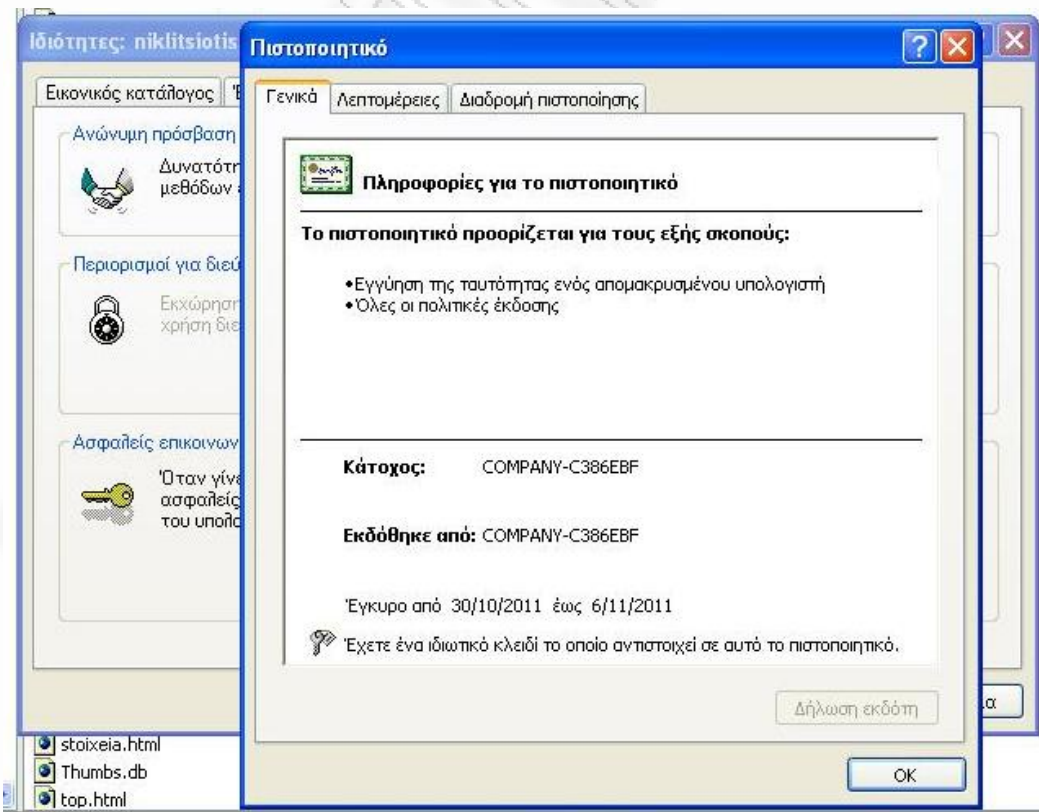 Ιδιότητες: niklitsiotis
Εικονικός κατάλογος
Ανώνυμη πρόσβαση
Δυνατότη
μεθόδων
Περιορισμοί για διεύ
Εκχώρηση
χρήση διε
Ασφαλείς επικοινων
Όταν γίνε
ασφαλείς
του υπολο
Πιστοποιητικό
Γενικά Λεπτομέρειες Διαδρομή πιστοποίησης
Πληροφορίες για το πιστοποιητικό
Το πιστοποιητικό προορίζεται για τους εξής σκοπούς:
•Εγγύηση της ταυτότητας ενός απομακρυσμένου υπολογιστή
•Όλες οι πολιτικές έκδοσης
Κάτοχος: COMPANY-C386EBF
Εκδόθηκε από: COMPANY-C386EBF
Έγκυρο από 30/10/2011 έως 6/11/2011
Έχετε ένα ιδιωτικό κλειδί το οποίο αντιστοιχεί σε αυτό το πιστοποιητικό.
Δήλωση εκδότη
OK
stoixeia.html
Thumbs.db
top.html